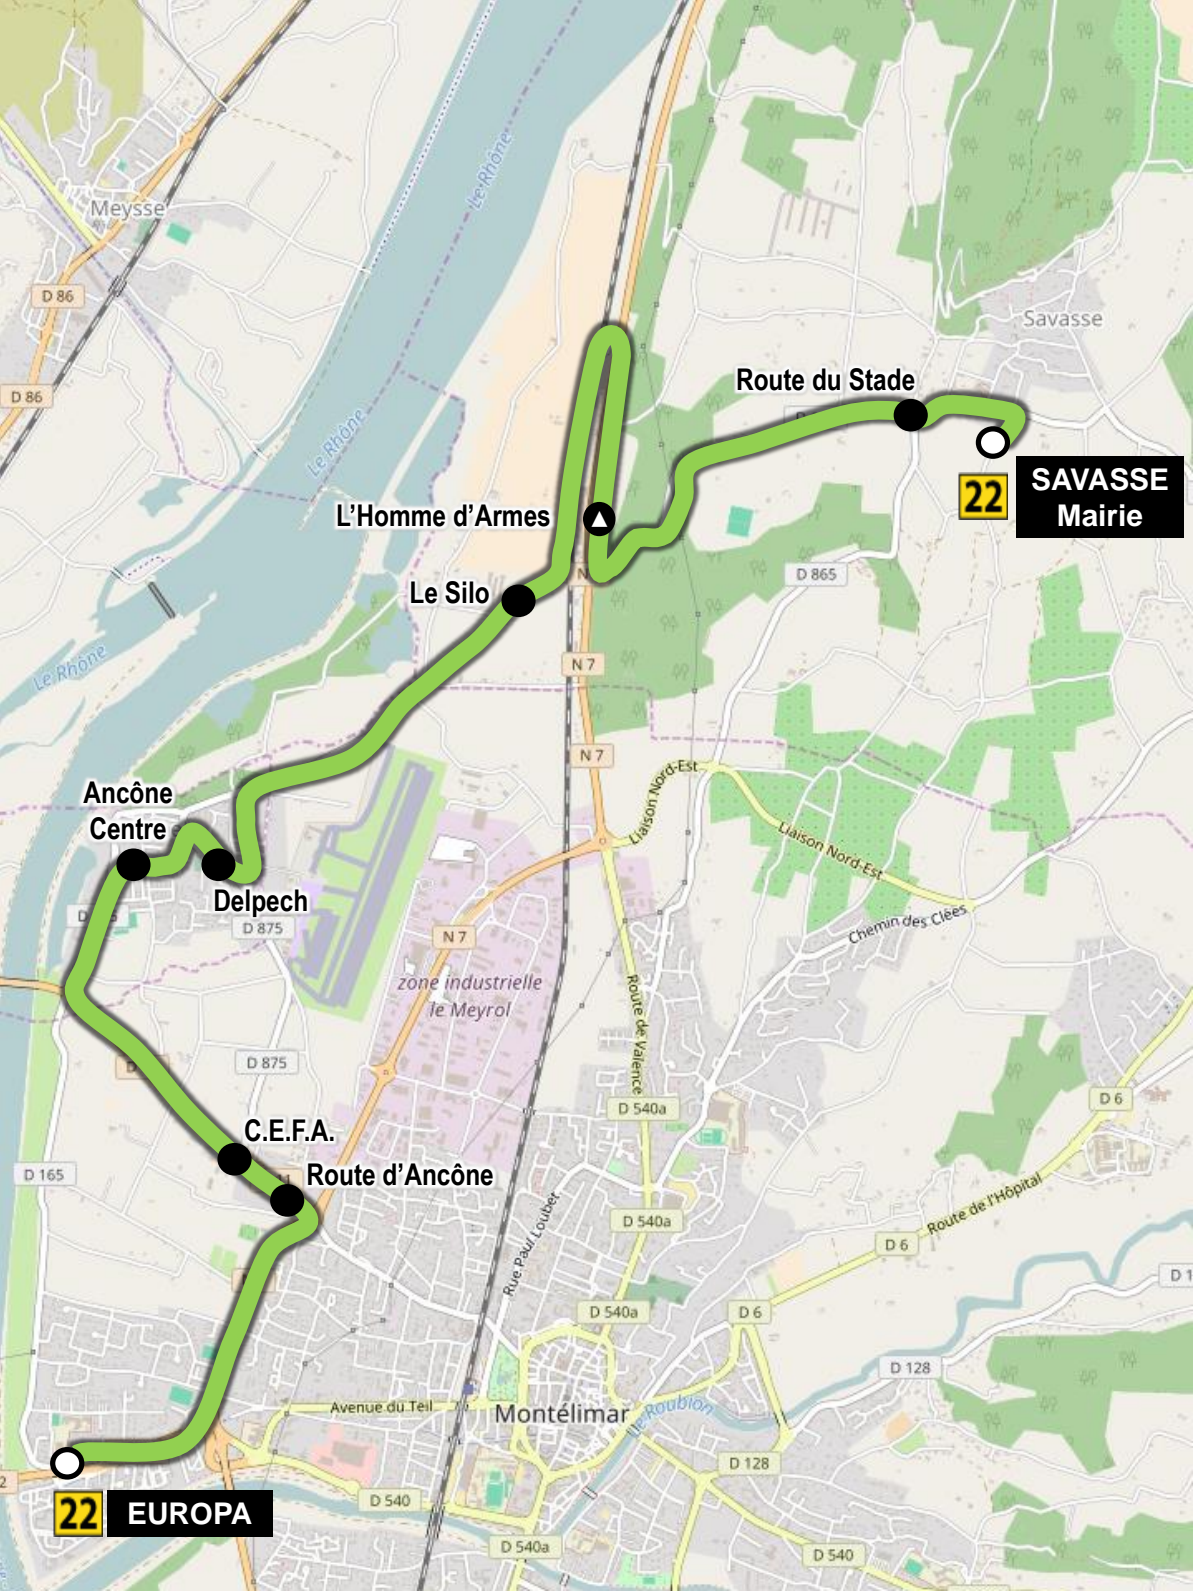 Le Rhône
Meysse
D 86
Savasse
D 86
Route du Stade
Le Rhône
22
SAVASSE
Mairie
L'Homme d'Armes
D 865
Le Silo
Le Rhône
N 7
N 7
Liaison Nord-Est
Ancône
Centre
Liaison Nord-Est
Delpech
D 875
Chemin des Clées
N 7
zone industrielle
le Meyrol
Route de Valence
D 875
D 6
D 540a
C.E.F.A.
D 165
Route d'Ancône
Route de l'Hôpital
Rue Paul Loubet
D 540a
D 6
D 1
D 540a
D 6
D 128
Avenue du Teil
Montélimar
le Roubion
D 128
2
D 540
22
EUROPA
D 540a
D 540